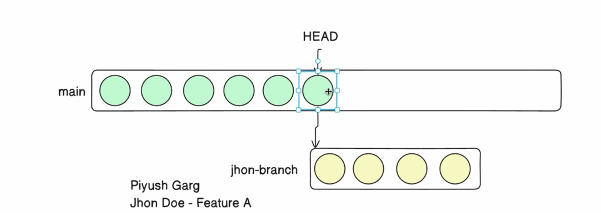 HEAD
main
jhon-branch
Piyush Garg
Jhon Doe - Feature A